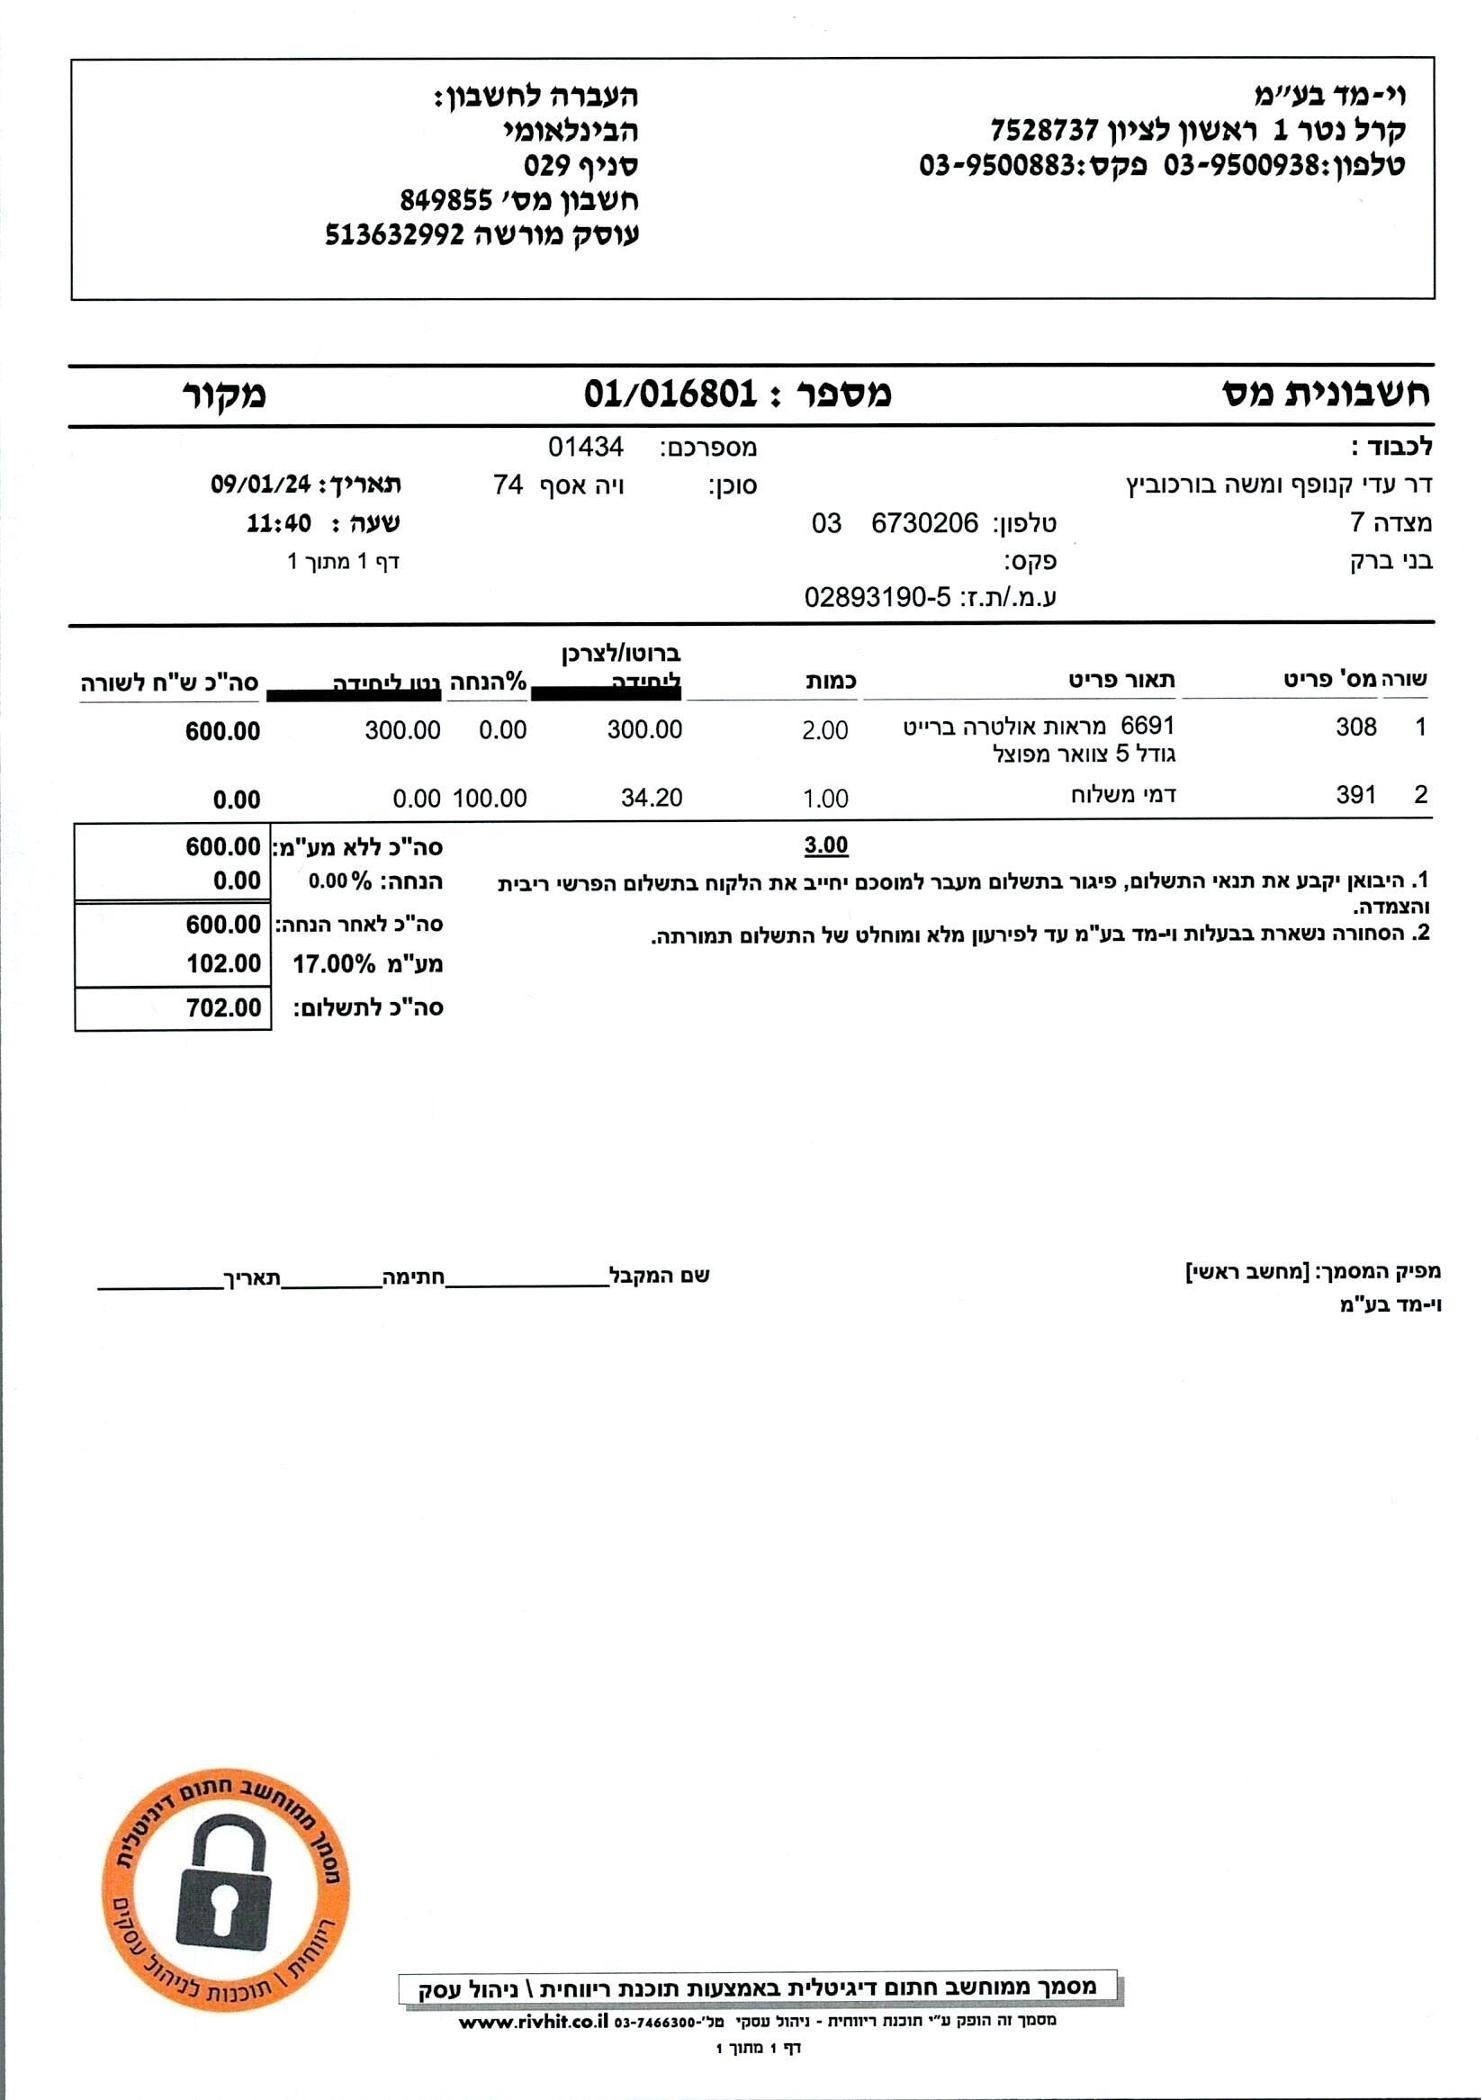 וי-מד בע"מ
קרל נטר 1 ראשון לציון 7528737
טלפון:03-9500938 פקס:03-9500883
העברה לחשבון:
הבינלאומי
סניף 029
חשבון מס' 849855
עוסק מורשה 513632992
חשבונית מס מספר : 01/016801 מקור
לכבוד :
דר עדי קנופף ומשה בורכוביץ
מצדה 7
בני ברק
מספרכם: 01434
סוכן: ויה אסף 74
טלפון: 6730206 03
פקס:
ע.מ./ת.ז: 02893190-5
תאריך: 09/01/24
שעה : 11:40
דף 1 מתוך 1
שורה מס' פריט תאור פריט כמות ברוטו/לצרכן ליחידה %הנחה נטו ליחידה סה"כ ש"ח לשורה
1 308 6691 מראות אולטרה ברייט 2.00 300.00 0.00 300.00 600.00
גודל 5 צוואר מפוצל
2 391 דמי משלוח 1.00 34.20 100.00 0.00 0.00
3.00
סה"כ ללא מע"מ: 600.00
הנחה: 0.00% 0.00
סה"כ לאחר הנחה: 600.00
מע"מ 17.00% 102.00
סה"כ לתשלום: 702.00
1. היבואן יקבע את תנאי התשלום, פיגור בתשלום מעבר למוסכם יחייב את הלקוח בתשלום הפרשי ריבית
והצמדה.
2. הסחורה נשארת בבעלות וי-מד בע"מ עד לפירעון מלא ומוחלט של התשלום תמורתה.
מפיק המסמך: [מחשב ראשי]
וי-מד בע"מ
שם המקבל______________חתימה_________תאריך___________
מסמך ממוחשב חתום דיגיטלית
ריווחית \ תוכנות לניהול עסקים
מסמך ממוחשב חתום דיגיטלית באמצעות תוכנת ריווחית \ ניהול עסק
מסמך זה הופק ע"י תוכנת ריווחית - ניהול עסקי טל'-03-7466300 www.rivhit.co.il
דף 1 מתוך 1